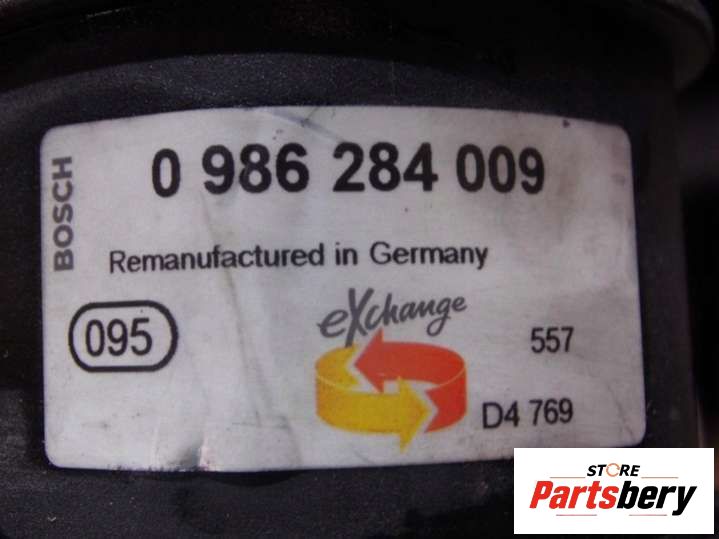 BOSCH
0 986 284 009
Remanufactured in Germany
095
eXchange
557
D4 769
STORE
Partsbery